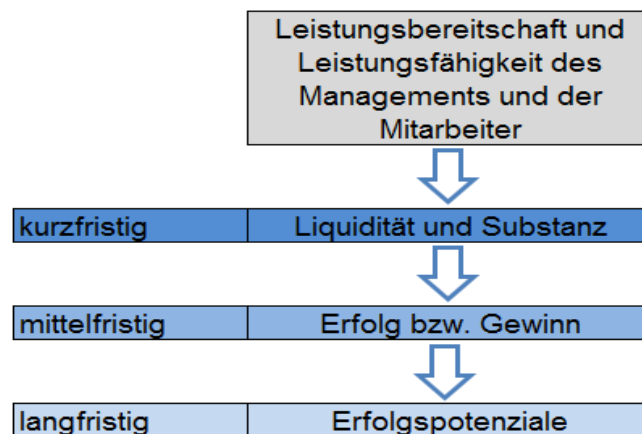 Leistungsbereitschaft und
Leistungsfähigkeit des
Managements und der
Mitarbeiter
kurzfristig Liquidität und Substanz
mittelfristig Erfolg bzw. Gewinn
langfristig Erfolgspotenziale